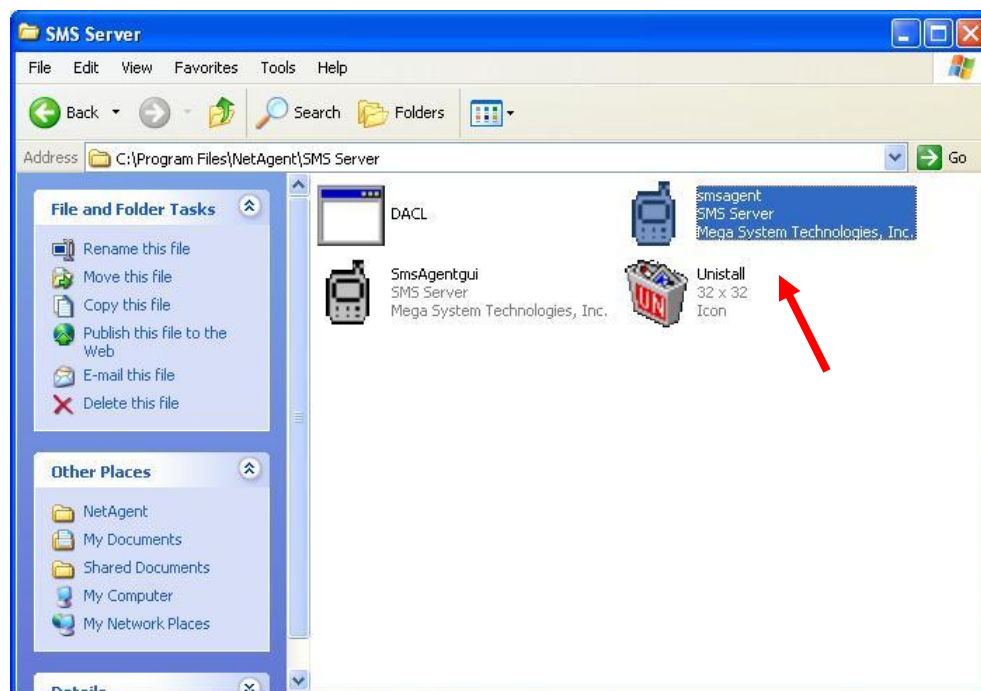 SMS Server
File Edit View Favorites Tools Help
Back Search Folders
Address C:\Program Files\NetAgent\SMS Server Go
File and Folder Tasks
Rename this file
Move this file
Copy this file
Publish this file to the
Web
E-mail this file
Delete this file
Other Places
NetAgent
My Documents
Shared Documents
My Computer
My Network Places
Details
DACL
smsagent
SMS Server
Mega System Technologies, Inc.
SmsAgentgui
SMS Server
Mega System Technologies, Inc.
UN
Unistall
32 x 32
Icon